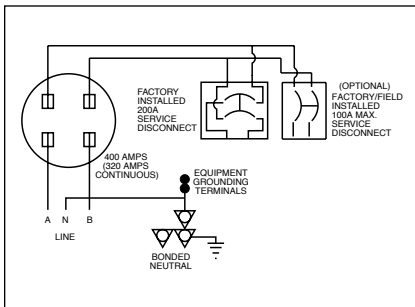 FACTORY
INSTALLED
200A
SERVICE
DISCONNECT
(OPTIONAL)
FACTORY/FIELD
INSTALLED
100A MAX.
SERVICE
DISCONNECT
400 AMPS
(320 AMPS
CONTINUOUS)
EQUIPMENT
GROUNDING
TERMINALS
A N B
LINE
BONDED
NEUTRAL